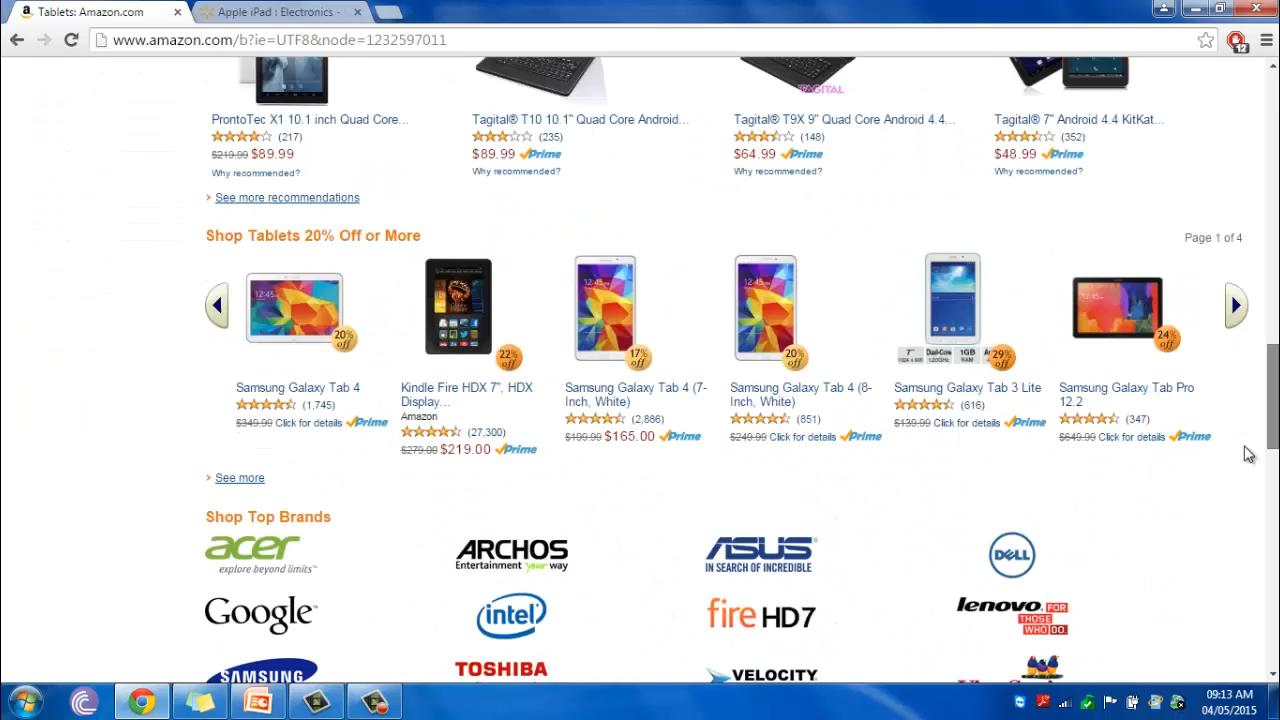 Tablets: Amazon.com
Apple iPad : Electronics -
www.amazon.com/b?ie=UTF8&node=1232597011
12
TAGITAL
ProntoTec X1 10.1 inch Quad Core...
(217)
$219.99 $89.99
Why recommended?
Tagital® T10 10.1" Quad Core Android...
(235)
$89.99 Prime
Why recommended?
Tagital® T9X 9" Quad Core Android 4.4...
(148)
$64.99 Prime
Why recommended?
Tagital® 7" Android 4.4 KitKat...
(352)
$48.99 Prime
Why recommended?
› See more recommendations
Shop Tablets 20% Off or More
Page 1 of 4
20% off
22% off
17% off
20% off
7" Dual-Core 1GB
RAM
29% off
24% off
Samsung Galaxy Tab 4
(1,745)
$349.99 Click for details Prime
Kindle Fire HDX 7", HDX
Display...
Amazon
(27,300)
$279.00 $219.00 Prime
Samsung Galaxy Tab 4 (7-
Inch, White)
(2,886)
$199.99 $165.00 Prime
Samsung Galaxy Tab 4 (8-
Inch, White)
(851)
$249.99 Click for details Prime
Samsung Galaxy Tab 3 Lite
(616)
$139.99 Click for details Prime
Samsung Galaxy Tab Pro
12.2
(347)
$649.99 Click for details Prime
› See more
Shop Top Brands
acer
explore beyond limits™
ARCHOS
Entertainment your way
ASUS
IN SEARCH OF INCREDIBLE
DELL
Google™
intel
fire HD7
lenovo FOR
THOSE
WHO DO.
SAMSUNG
TOSHIBA
VELOCITY
09:13 AM
04/05/2015